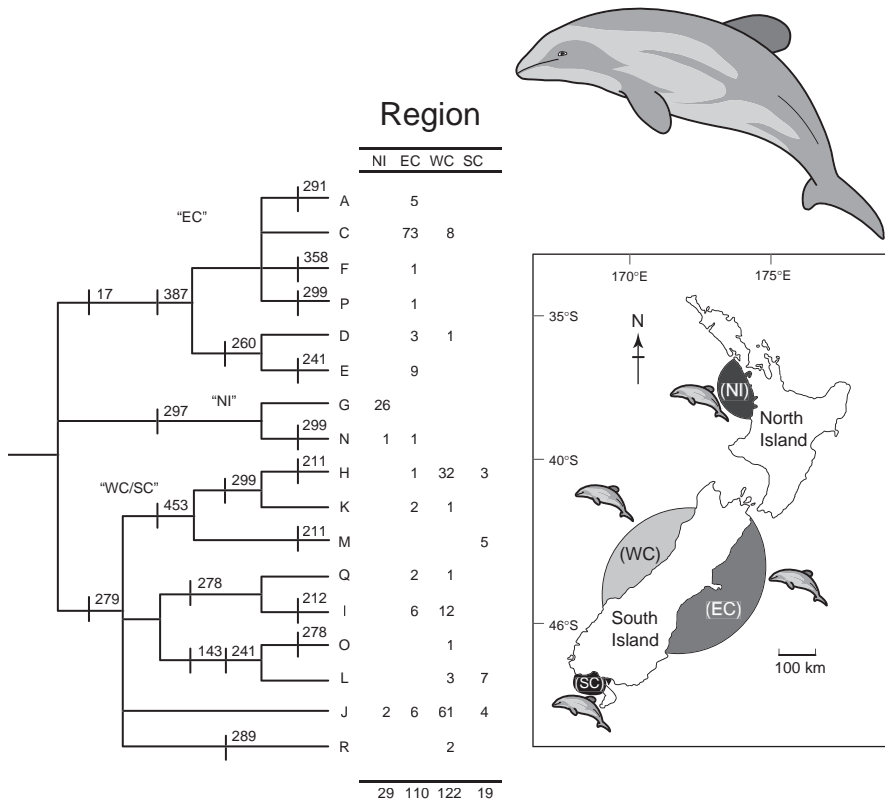 Region
NI EC WC SC
"EC"
291 A 5
C 73 8
358 F 1
17 387 299 P 1
260 D 3 1
241 E 9
"NI"
297 G 26
299 N 1 1
"WC/SC"
211 H 1 32 3
453 299 K 2 1
211 M 5
279 278 Q 2 1
212 I 6 12
278 O 1
143 241 L 3 7
J 2 6 61 4
289 R 2
29 110 122 19
170°E 175°E
35°S
N
(NI)
North
Island
40°S
(WC)
(EC)
South
Island
46°S
100 km
(SC)